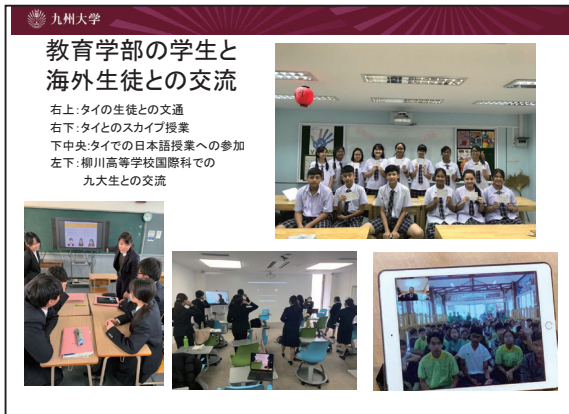 九州大学
教育学部の学生と
海外生徒との交流
右上:タイの生徒との文通
右下:タイとのスカイプ授業
下中央:タイでの日本語授業への参加
左下:柳川高等学校国際科での
九大生との交流